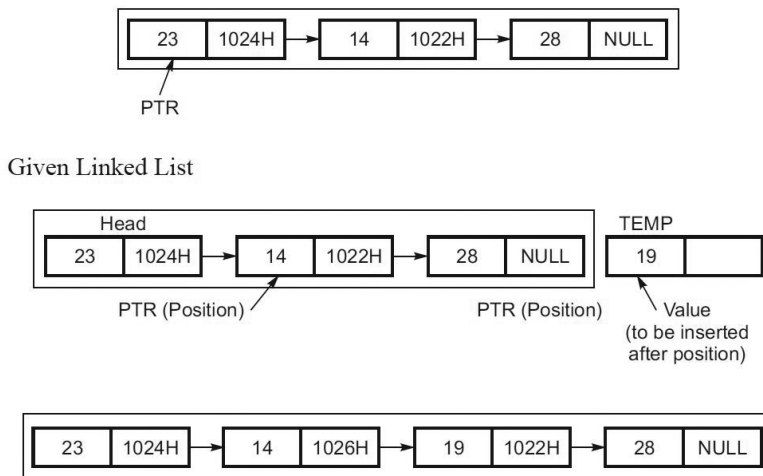 23 1024H 14 1022H 28 NULL
PTR
Given Linked List
Head TEMP
23 1024H 14 1022H 28 NULL 19
PTR (Position) PTR (Position) Value
(to be inserted
after position)
23 1024H 14 1026H 19 1022H 28 NULL